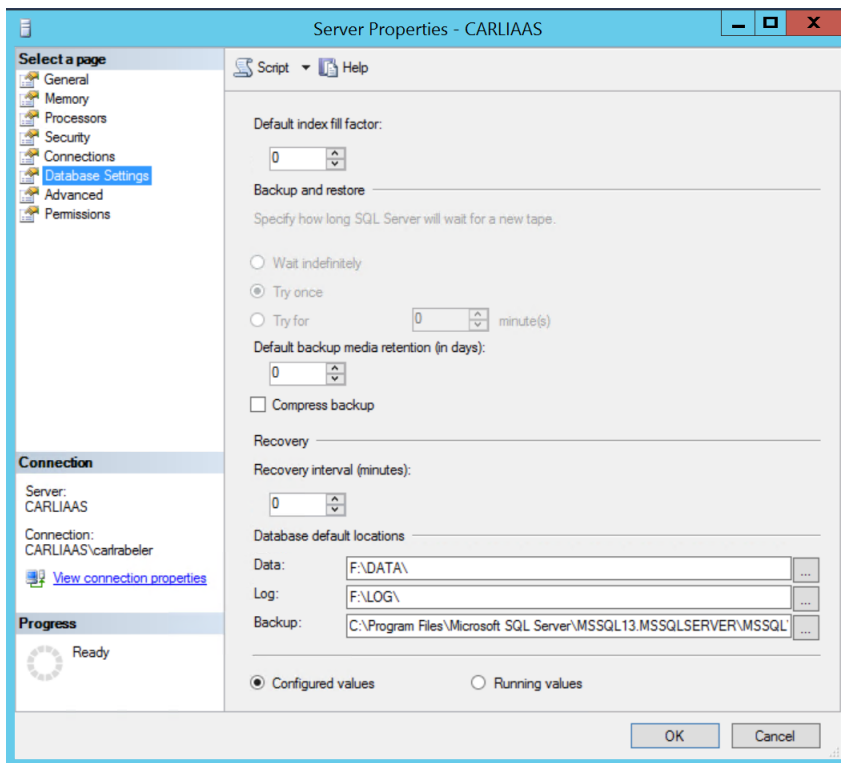 Server Properties - CARLIAAS
Select a page
General
Memory
Processors
Security
Connections
Database Settings
Advanced
Permissions
Connection
Server:
CARLIAAS
Connection:
CARLIAAS\carlrabeler
View connection properties
Progress
Ready
Script
Help
Default index fill factor:
0
Backup and restore
Specify how long SQL Server will wait for a new tape.
Wait indefinitely
Try once
Try for 0 minute(s)
Default backup media retention (in days):
0
Compress backup
Recovery
Recovery interval (minutes):
0
Database default locations
Data: F:\DATA\ ...
Log: F:\LOG\ ...
Backup: C:\Program Files\Microsoft SQL Server\MSSQL13.MSSQLSERVER\MSSQL ...
Configured values
Running values
OK
Cancel